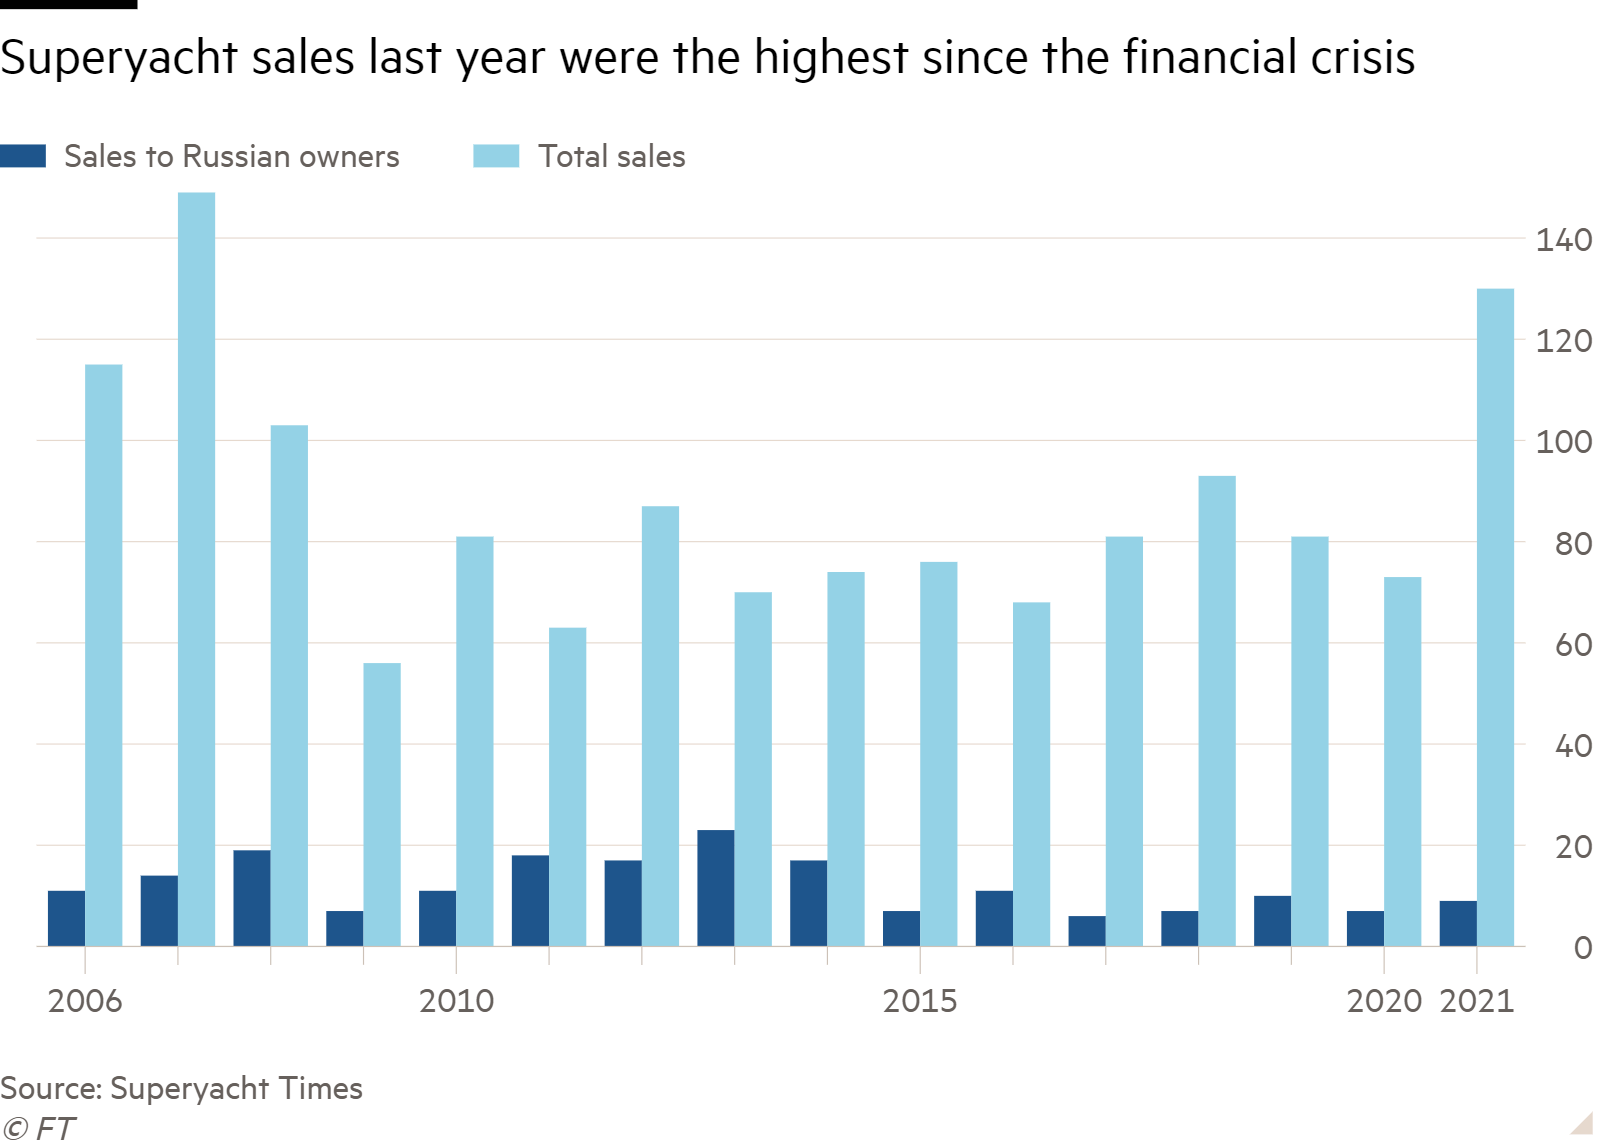 Superyacht sales last year were the highest since the financial crisis
Sales to Russian owners Total sales
140
120
100
80
60
40
20
0
2006 2010 2015 2020 2021
Source: Superyacht Times
© FT